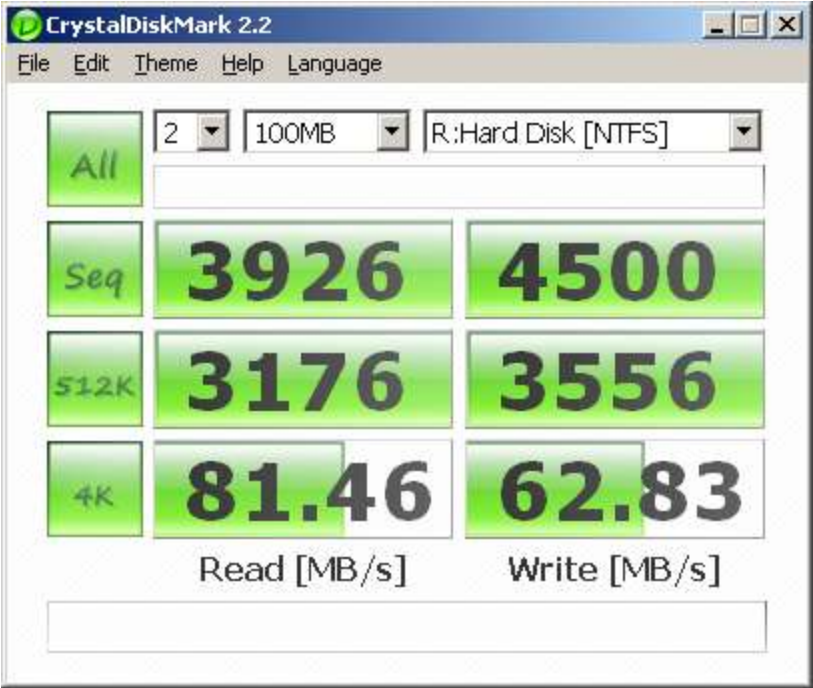 CrystalDiskMark 2.2
File Edit Theme Help Language
All 2 100MB R:Hard Disk [NTFS]
Seq 3926 4500
512K 3176 3556
4K 81.46 62.83
Read [MB/s] Write [MB/s]